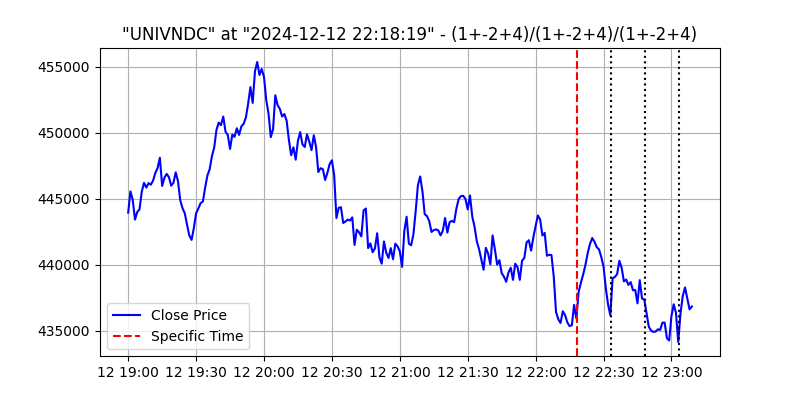 "UNIVNDC" at "2024-12-12 22:18:19" - (1+-2+4)/(1+-2+4)/(1+-2+4)
455000
450000
445000
440000
435000
Close Price
Specific Time
12 19:00 12 19:30 12 20:00 12 20:30 12 21:00 12 21:30 12 22:00 12 22:30 12 23:00